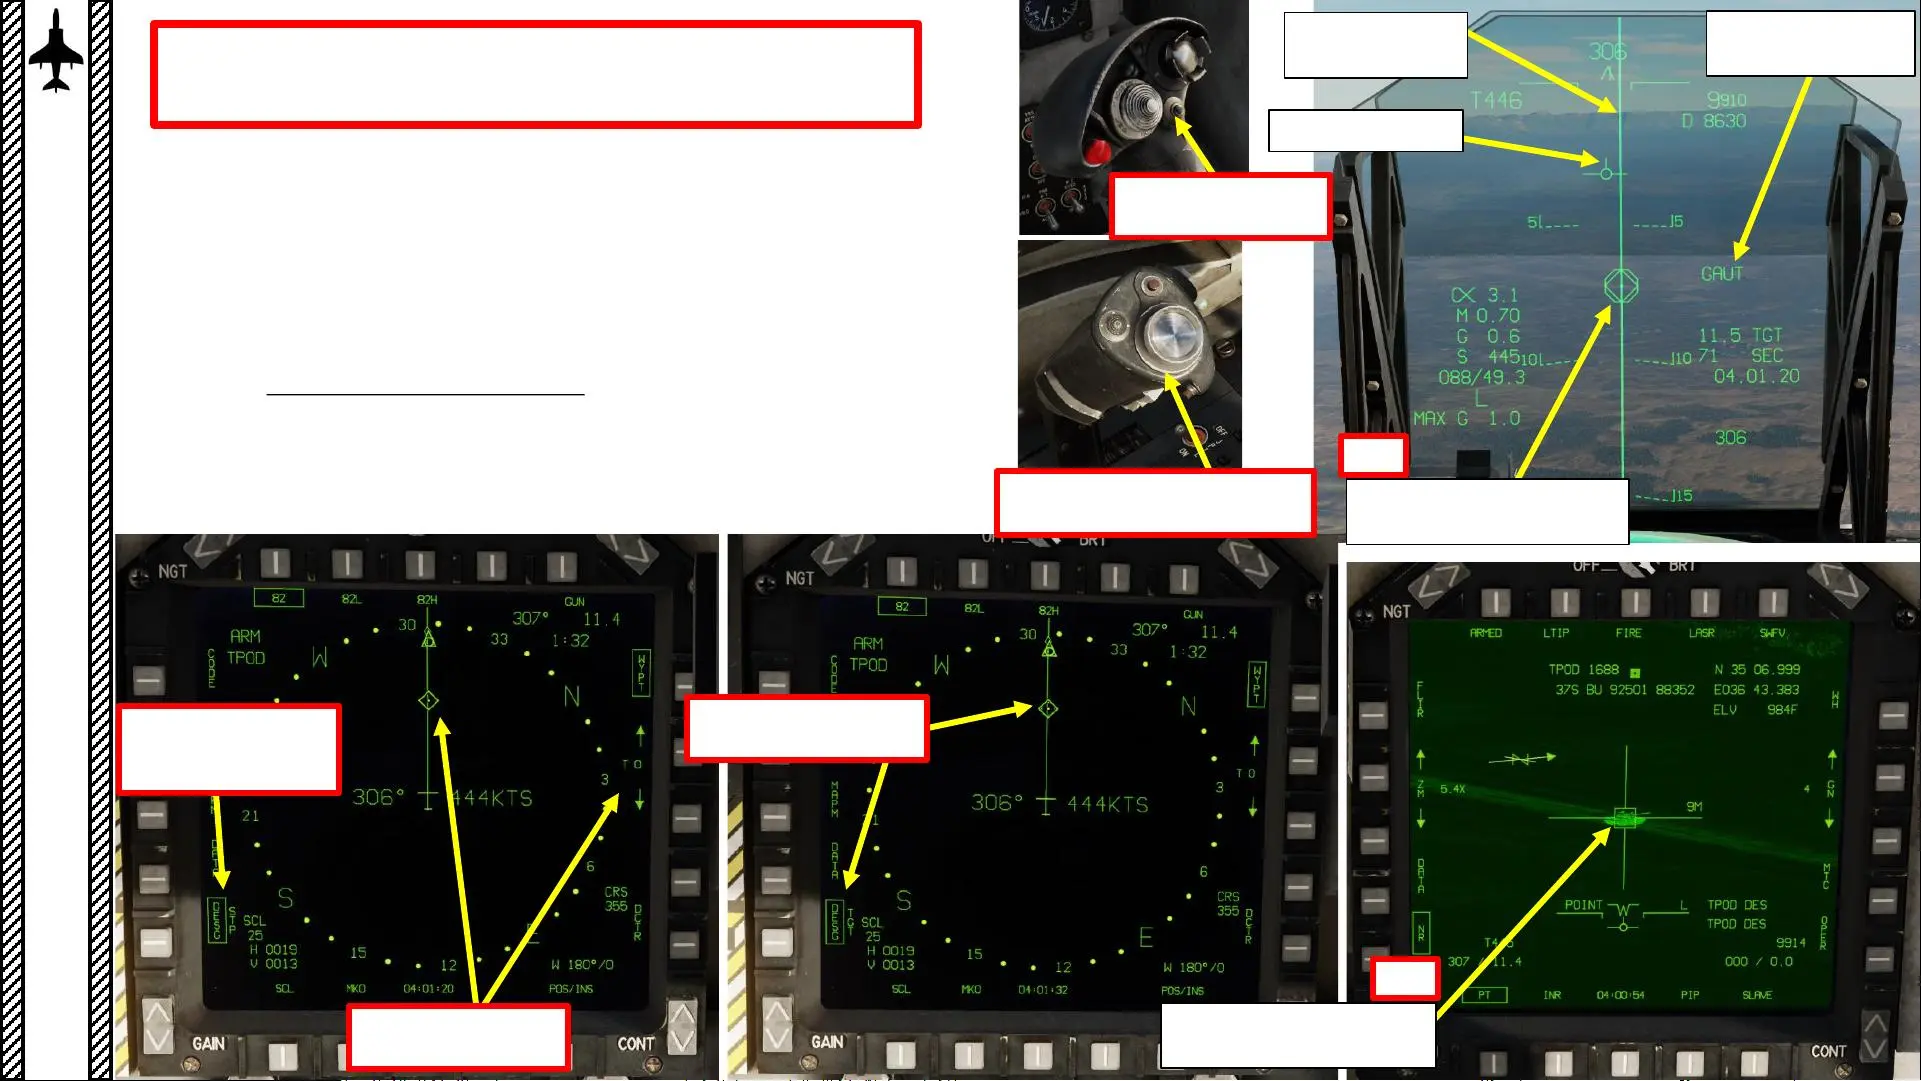 306
T446
9910
D 8630
5
5
GAUT
α 3.1
M 0.70
G 0.6
S 445
10
10
11.5 TGT
71 SEC
088/49.3
04.01.20
L
MAX G 1.0
306
15
OFF
ON
NGT
82
82L
82H
GUN
ARM
TPOD
30
33
307°
11.4
1:32
W
N
CODE
WYPT
TO
3
306°
444KTS
21
6
DATA
DESG
STP
SCL
25
H 0019
V 0013
S
15
12
E
CRS
355
DCTR
W 180°/0
SCL
MKO
04:01:20
POS/INS
GAIN
CONT
BRT
NGT
82
82L
82H
GUN
ARM
TPOD
30
33
307°
11.4
1:32
W
N
CODE
WYPT
TO
3
306°
444KTS
MAPM
21
6
DATA
DESG
TGT
SCL
25
H 0019
V 0013
S
15
12
E
CRS
355
DCTR
W 180°/0
SCL
MKO
04:01:32
POS/INS
GAIN
OFF
BRT
NGT
ARMED
LTIP
FIRE
LASR
SWFV
TPOD 1688
N 35 06.999
37S BU 92501 88352
E036 43.383
ELV 984F
FLIR
WH
ZM
5.4X
4
GN
9M
DATA
MTC
NR
POINT
W
L
TPOD DES
TPOD DES
OPER
9914
307 / 11.4
000 / 0.0
PT
INR
04:00:54
PIP
SLAVE
CONT